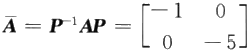 Ā = P⁻¹AP = [ -1 0
0 -5 ]